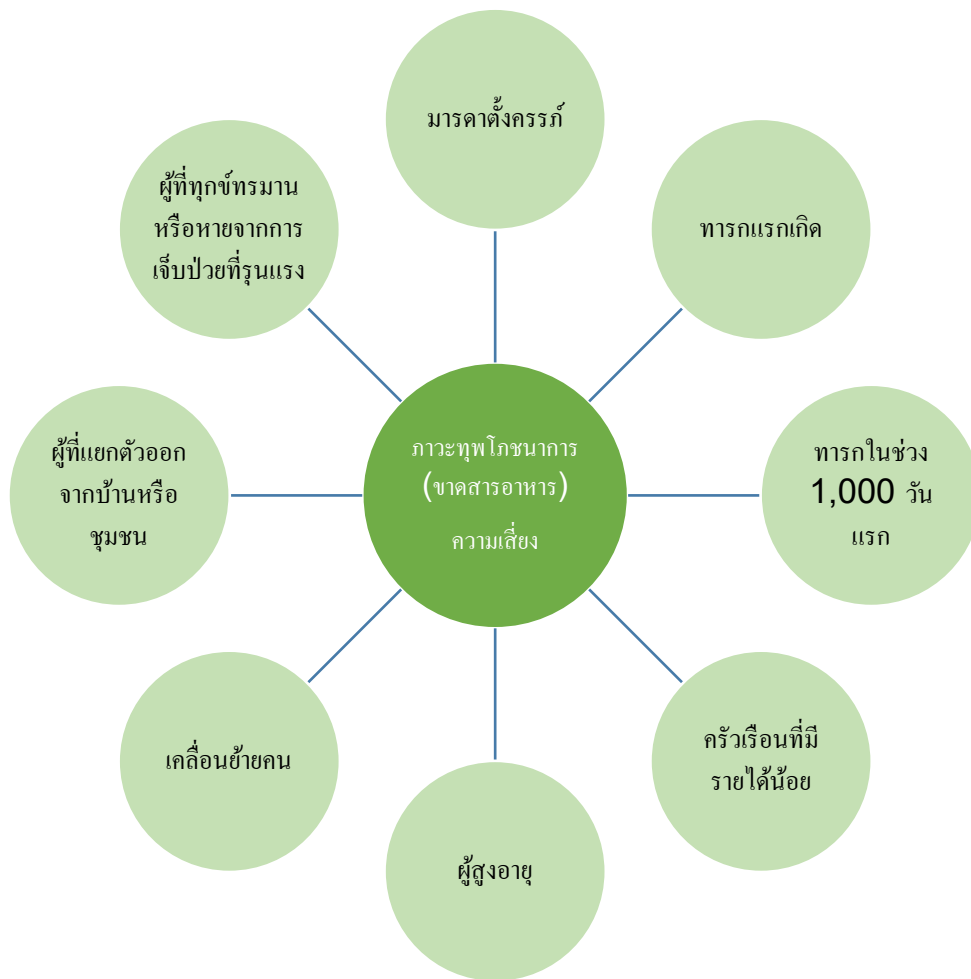 มารดาตั้งครรภ์
ทารกแรกเกิด
ทารกในช่วง
1,000 วัน
แรก
ครัวเรือนที่มี
รายได้น้อย
ผู้สูงอายุ
เคลื่อนย้ายคน
ผู้ที่แยกตัวออก
จากบ้านหรือ
ชุมชน
ผู้ที่ทุกข์ทรมาน
หรือหายจากการ
เจ็บป่วยที่รุนแรง
ภาวะทุพโภชนาการ
(ขาดสารอาหาร)
ความเสี่ยง